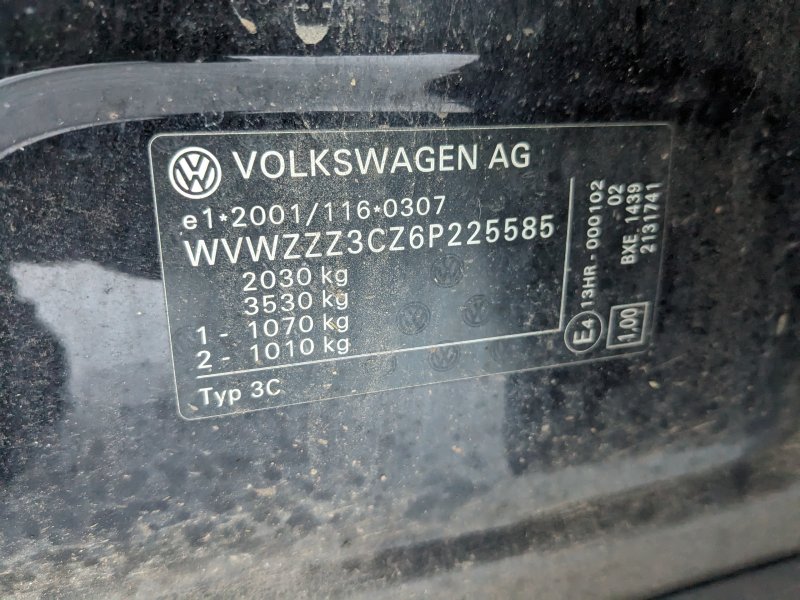 VOLKSWAGEN AG
e1*2001/116*0307
WVWZZZ3CZ6P225585
2030 kg
3530 kg
1 - 1070 kg
2 - 1010 kg
Typ 3C
E4
13HR - 000102
02
BXE. 1439
2131741
1.00